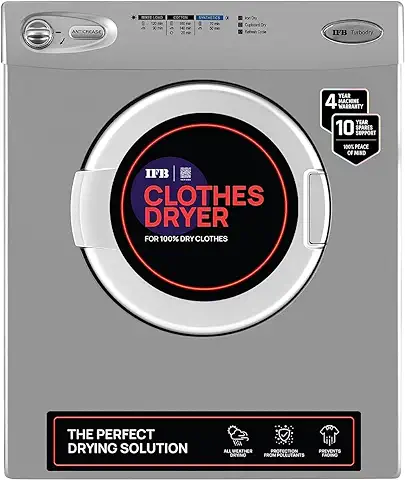 ANTICREASE
MIXED LOAD COTTON SYNTHETICS
Iron Dry
Cupboard Dry
Refresh Cycle
IFB Turbodry
4 YEAR
MACHINE
WARRANTY
10 YEAR
SPARES
SUPPORT
100% PEACE
OF MIND
IFB
CLOTHES
DRYER
FOR 100% DRY CLOTHES
THE PERFECT
DRYING SOLUTION
ALL WEATHER
DRYING
PROTECTION
FROM POLLUTANTS
PREVENTS
FADING